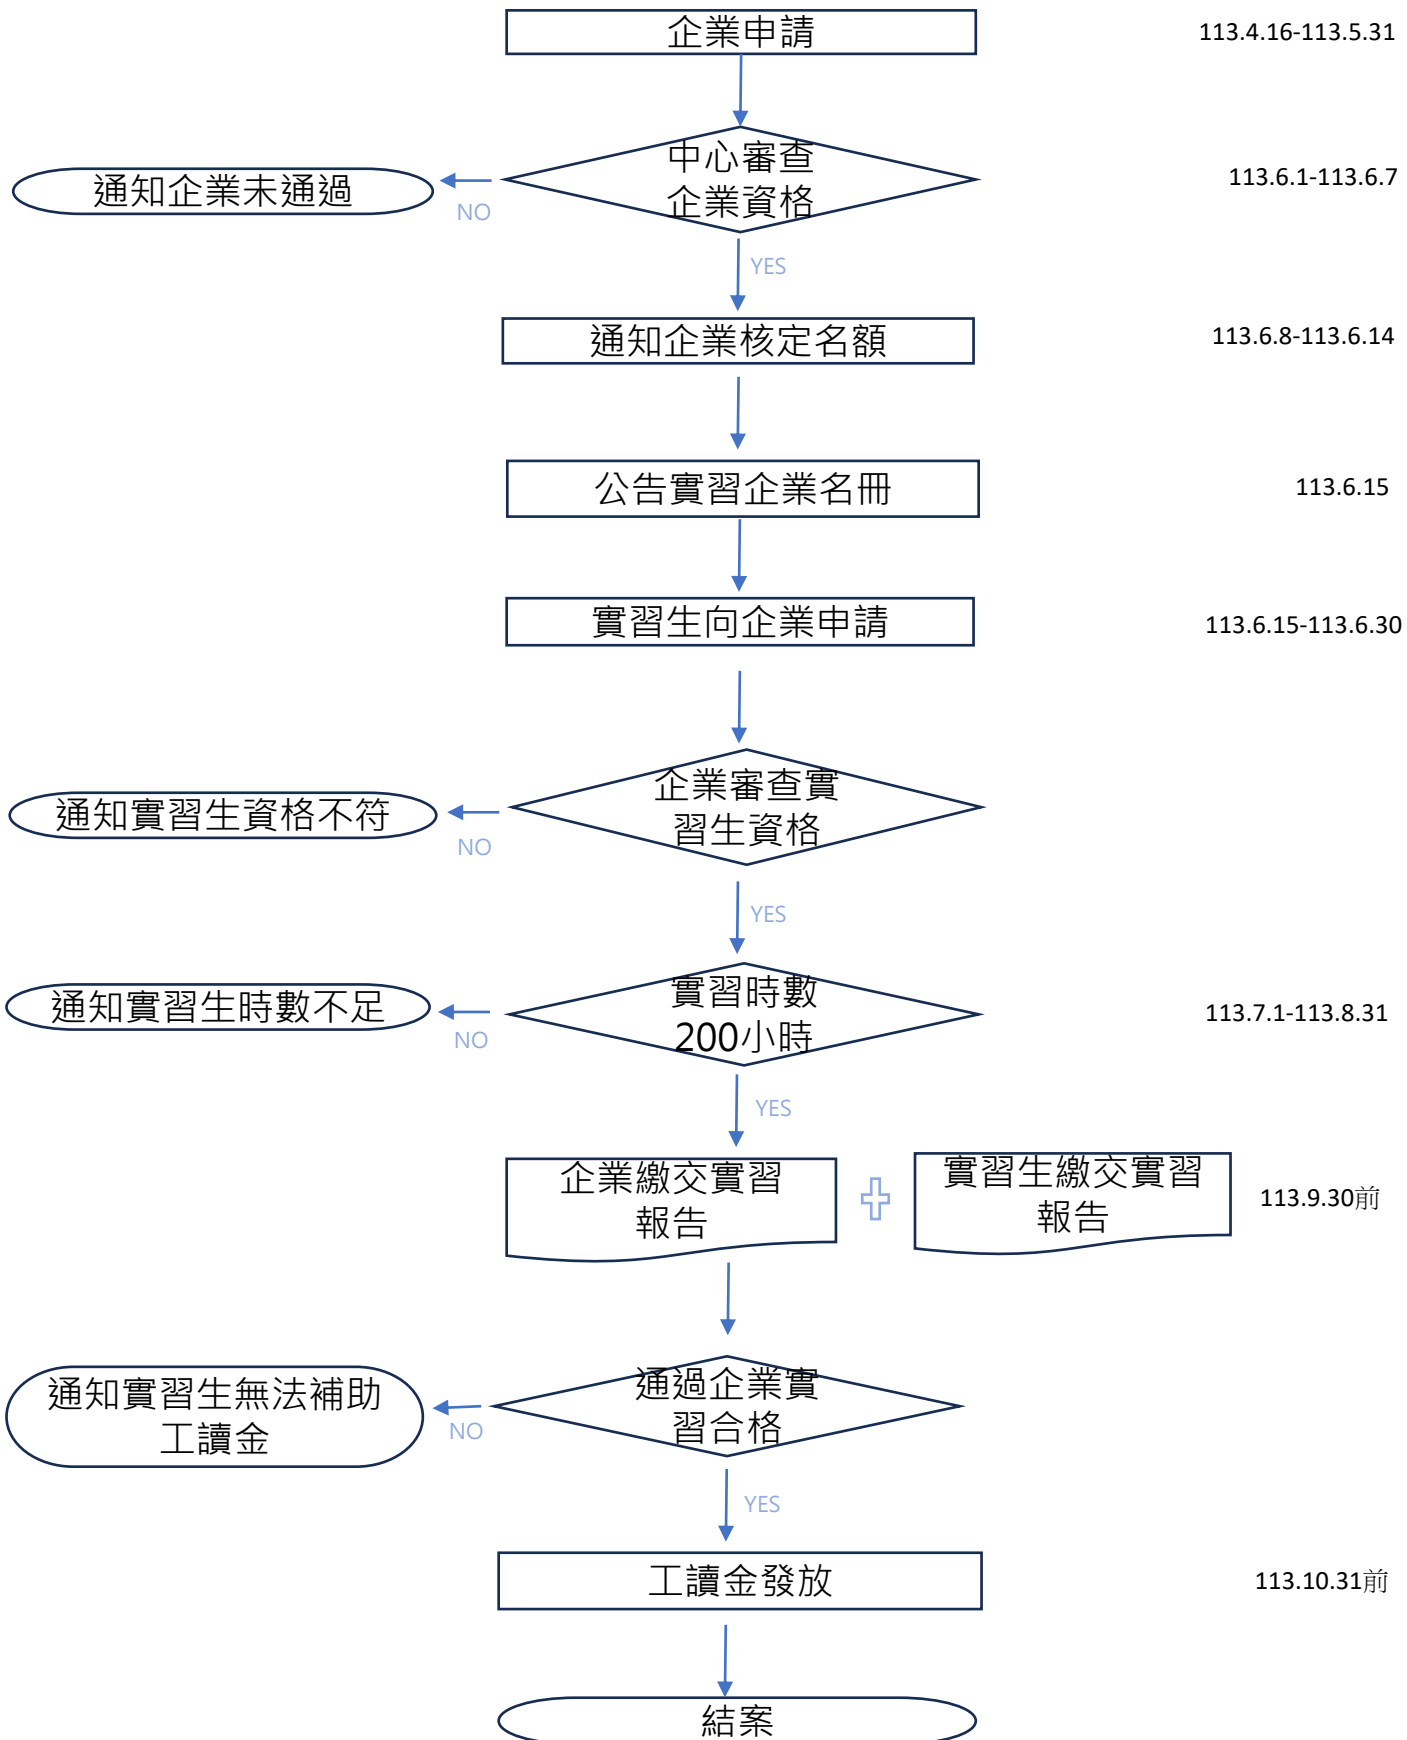 企業申請
113.4.16-113.5.31
中心審查
企業資格
113.6.1-113.6.7
通知企業未通過
NO
YES
通知企業核定名額
113.6.8-113.6.14
公告實習企業名冊
113.6.15
實習生向企業申請
113.6.15-113.6.30
企業審查實
習生資格
通知實習生資格不符
NO
YES
實習時數
200小時
通知實習生時數不足
NO
113.7.1-113.8.31
YES
企業繳交實習
報告
實習生繳交實習
報告
113.9.30前
通過企業實
習合格
通知實習生無法補助
工讀金
NO
YES
工讀金發放
113.10.31前
結案